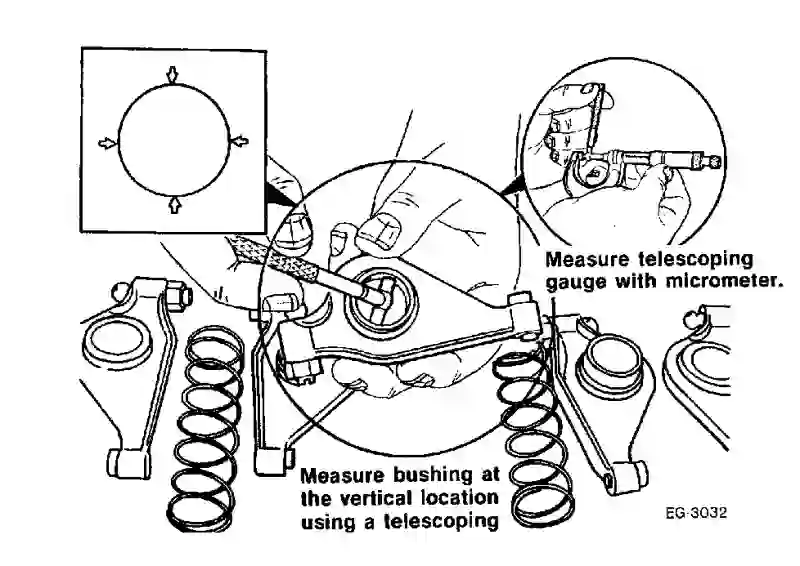 Measure telescoping
gauge with micrometer.
Measure bushing at
the vertical location
using a telescoping
EG-3032